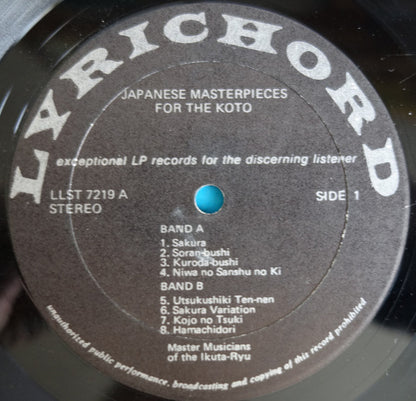 LYRICHORD
JAPANESE MASTERPIECES
FOR THE KOTO
exceptional LP records for the discerning listener
LLST 7219 A
STEREO
SIDE 1
BAND A
1. Sakura
2. Soran-bushi
3. Kuroda-bushi
4. Niwa no Sanshu no Ki
BAND B
5. Utsukushiki Ten-nen
6. Sakura Variation
7. Kojo no Tsuki
8. Hamachidori
Master Musicians
of the Ikuta-Ryu
unauthorized public performance, broadcasting and copying of this record prohibited